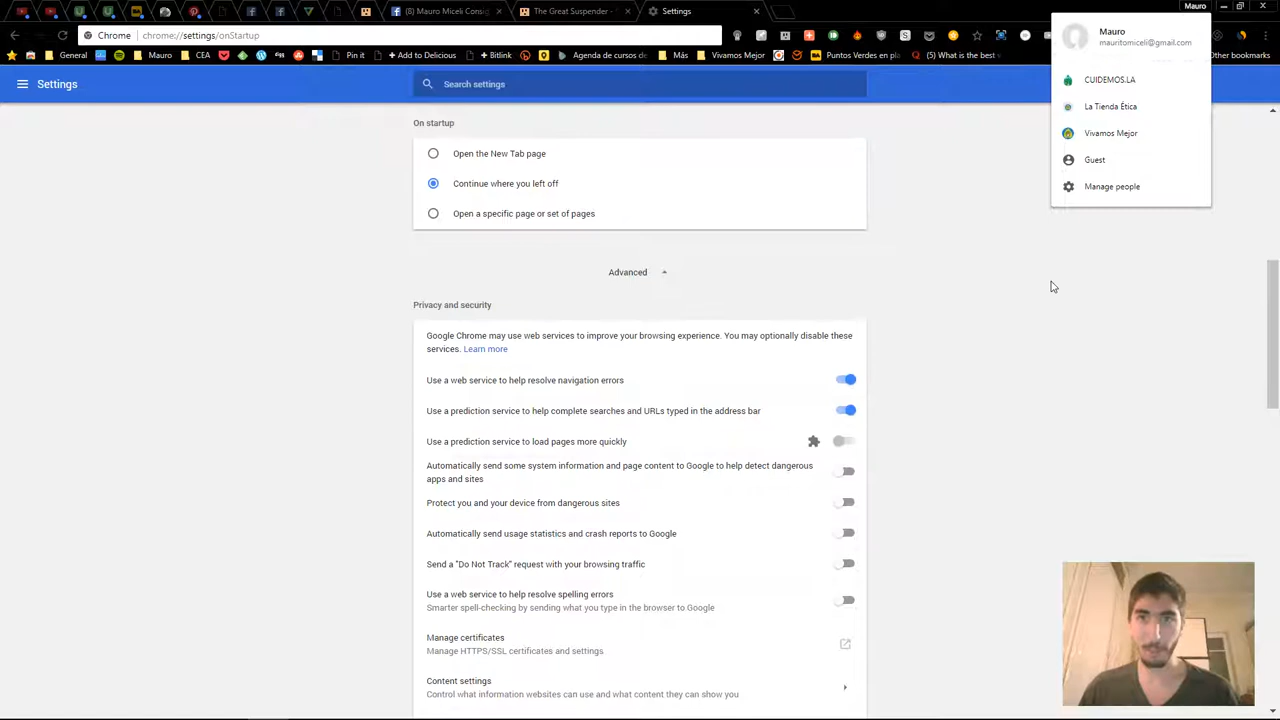 Mauro
(8) Mauro Miceli Consig
The Great Suspender -
Settings
Chrome
chrome://settings/onStartup
General
Mauro
CEA
Pin it
Add to Delicious
+ Bitlink
Agenda de cursos de
Más
Vivamos Mejor
Puntos Verdes en pl
(5) What is the best v
Other bookmarks
Settings
Search settings
Mauro
mauritomiceli@gmail.com
CUIDEMOS.LA
La Tienda Ética
Vivamos Mejor
Guest
Manage people
On startup
Open the New Tab page
Continue where you left off
Open a specific page or set of pages
Advanced
Privacy and security
Google Chrome may use web services to improve your browsing experience. You may optionally disable these
services. Learn more
Use a web service to help resolve navigation errors
Use a prediction service to help complete searches and URLs typed in the address bar
Use a prediction service to load pages more quickly
Automatically send some system information and page content to Google to help detect dangerous
apps and sites
Protect you and your device from dangerous sites
Automatically send usage statistics and crash reports to Google
Send a "Do Not Track" request with your browsing traffic
Use a web service to help resolve spelling errors
Smarter spell-checking by sending what you type in the browser to Google
Manage certificates
Manage HTTPS/SSL certificates and settings
Content settings
Control what information websites can use and what content they can show you